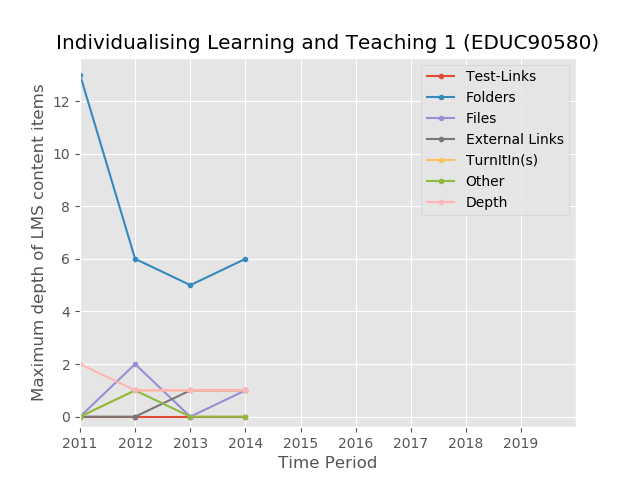 Individualising Learning and Teaching 1 (EDUC90580)
Test-Links
Folders
Files
External Links
TurnItIn(s)
Other
Depth
Maximum depth of LMS content items
12
10
8
6
4
2
0
2011 2012 2013 2014 2015 2016 2017 2018 2019
Time Period